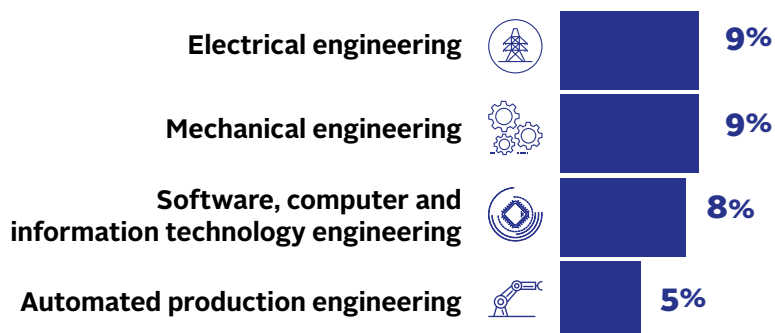 Electrical engineering 9%
Mechanical engineering 9%
Software, computer and
information technology engineering 8%
Automated production engineering 5%